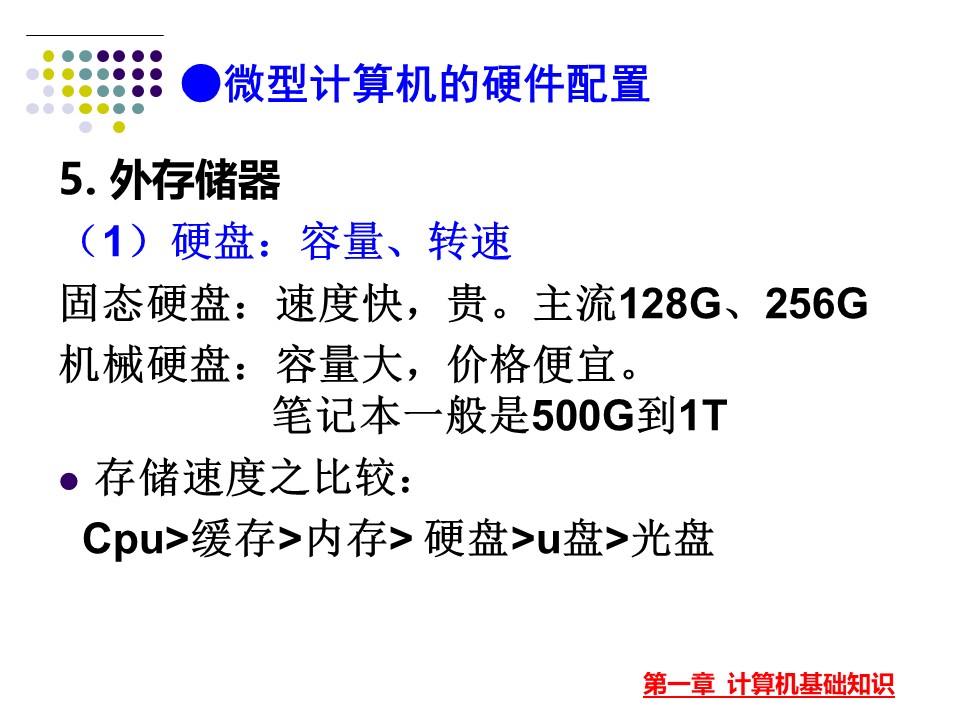 ●微型计算机的硬件配置
5. 外存储器
（1）硬盘：容量、转速
固态硬盘：速度快，贵。主流128G、256G
机械硬盘：容量大，价格便宜。
笔记本一般是500G到1T
● 存储速度之比较：
Cpu>缓存>内存> 硬盘>u盘>光盘
第一章 计算机基础知识